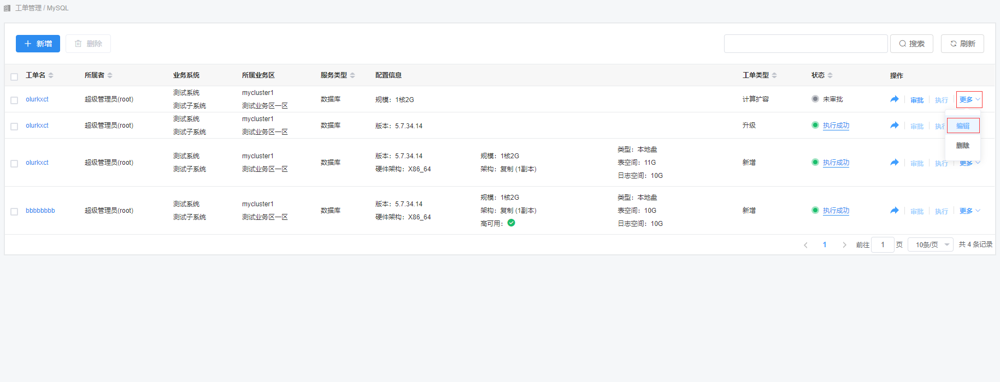 工单管理 / MySQL
新增 删除 搜索 刷新
工单名 所属者 业务系统 所属业务区 服务类型 配置信息 工单类型 状态 操作
olurkxct 超级管理员(root) 测试系统 mycluster1 数据库 规模：1核2G 计算扩容 未审批 审批 执行 更多
测试子系统 测试业务区一区
olurkxct 超级管理员(root) 测试系统 mycluster1 数据库 版本：5.7.34.14 升级 执行成功 审批 执行
测试子系统 测试业务区一区
编辑
删除
olurkxct 超级管理员(root) 测试系统 mycluster1 数据库 版本：5.7.34.14 规模：1核2G 类型：本地盘 新增 执行成功 审批 执行 更多
测试子系统 测试业务区一区 硬件架构：X86_64 架构：复制 (1副本) 表空间：11G
日志空间：10G
bbbbbbbb 超级管理员(root) 测试系统 mycluster1 数据库 版本：5.7.34.14 规模：1核2G 类型：本地盘 新增 执行成功 审批 执行 更多
测试子系统 测试业务区一区 硬件架构：X86_64 架构：复制 (1副本) 表空间：10G
高可用： 日志空间：10G
1 前往 1 页 10条/页 共 4 条记录